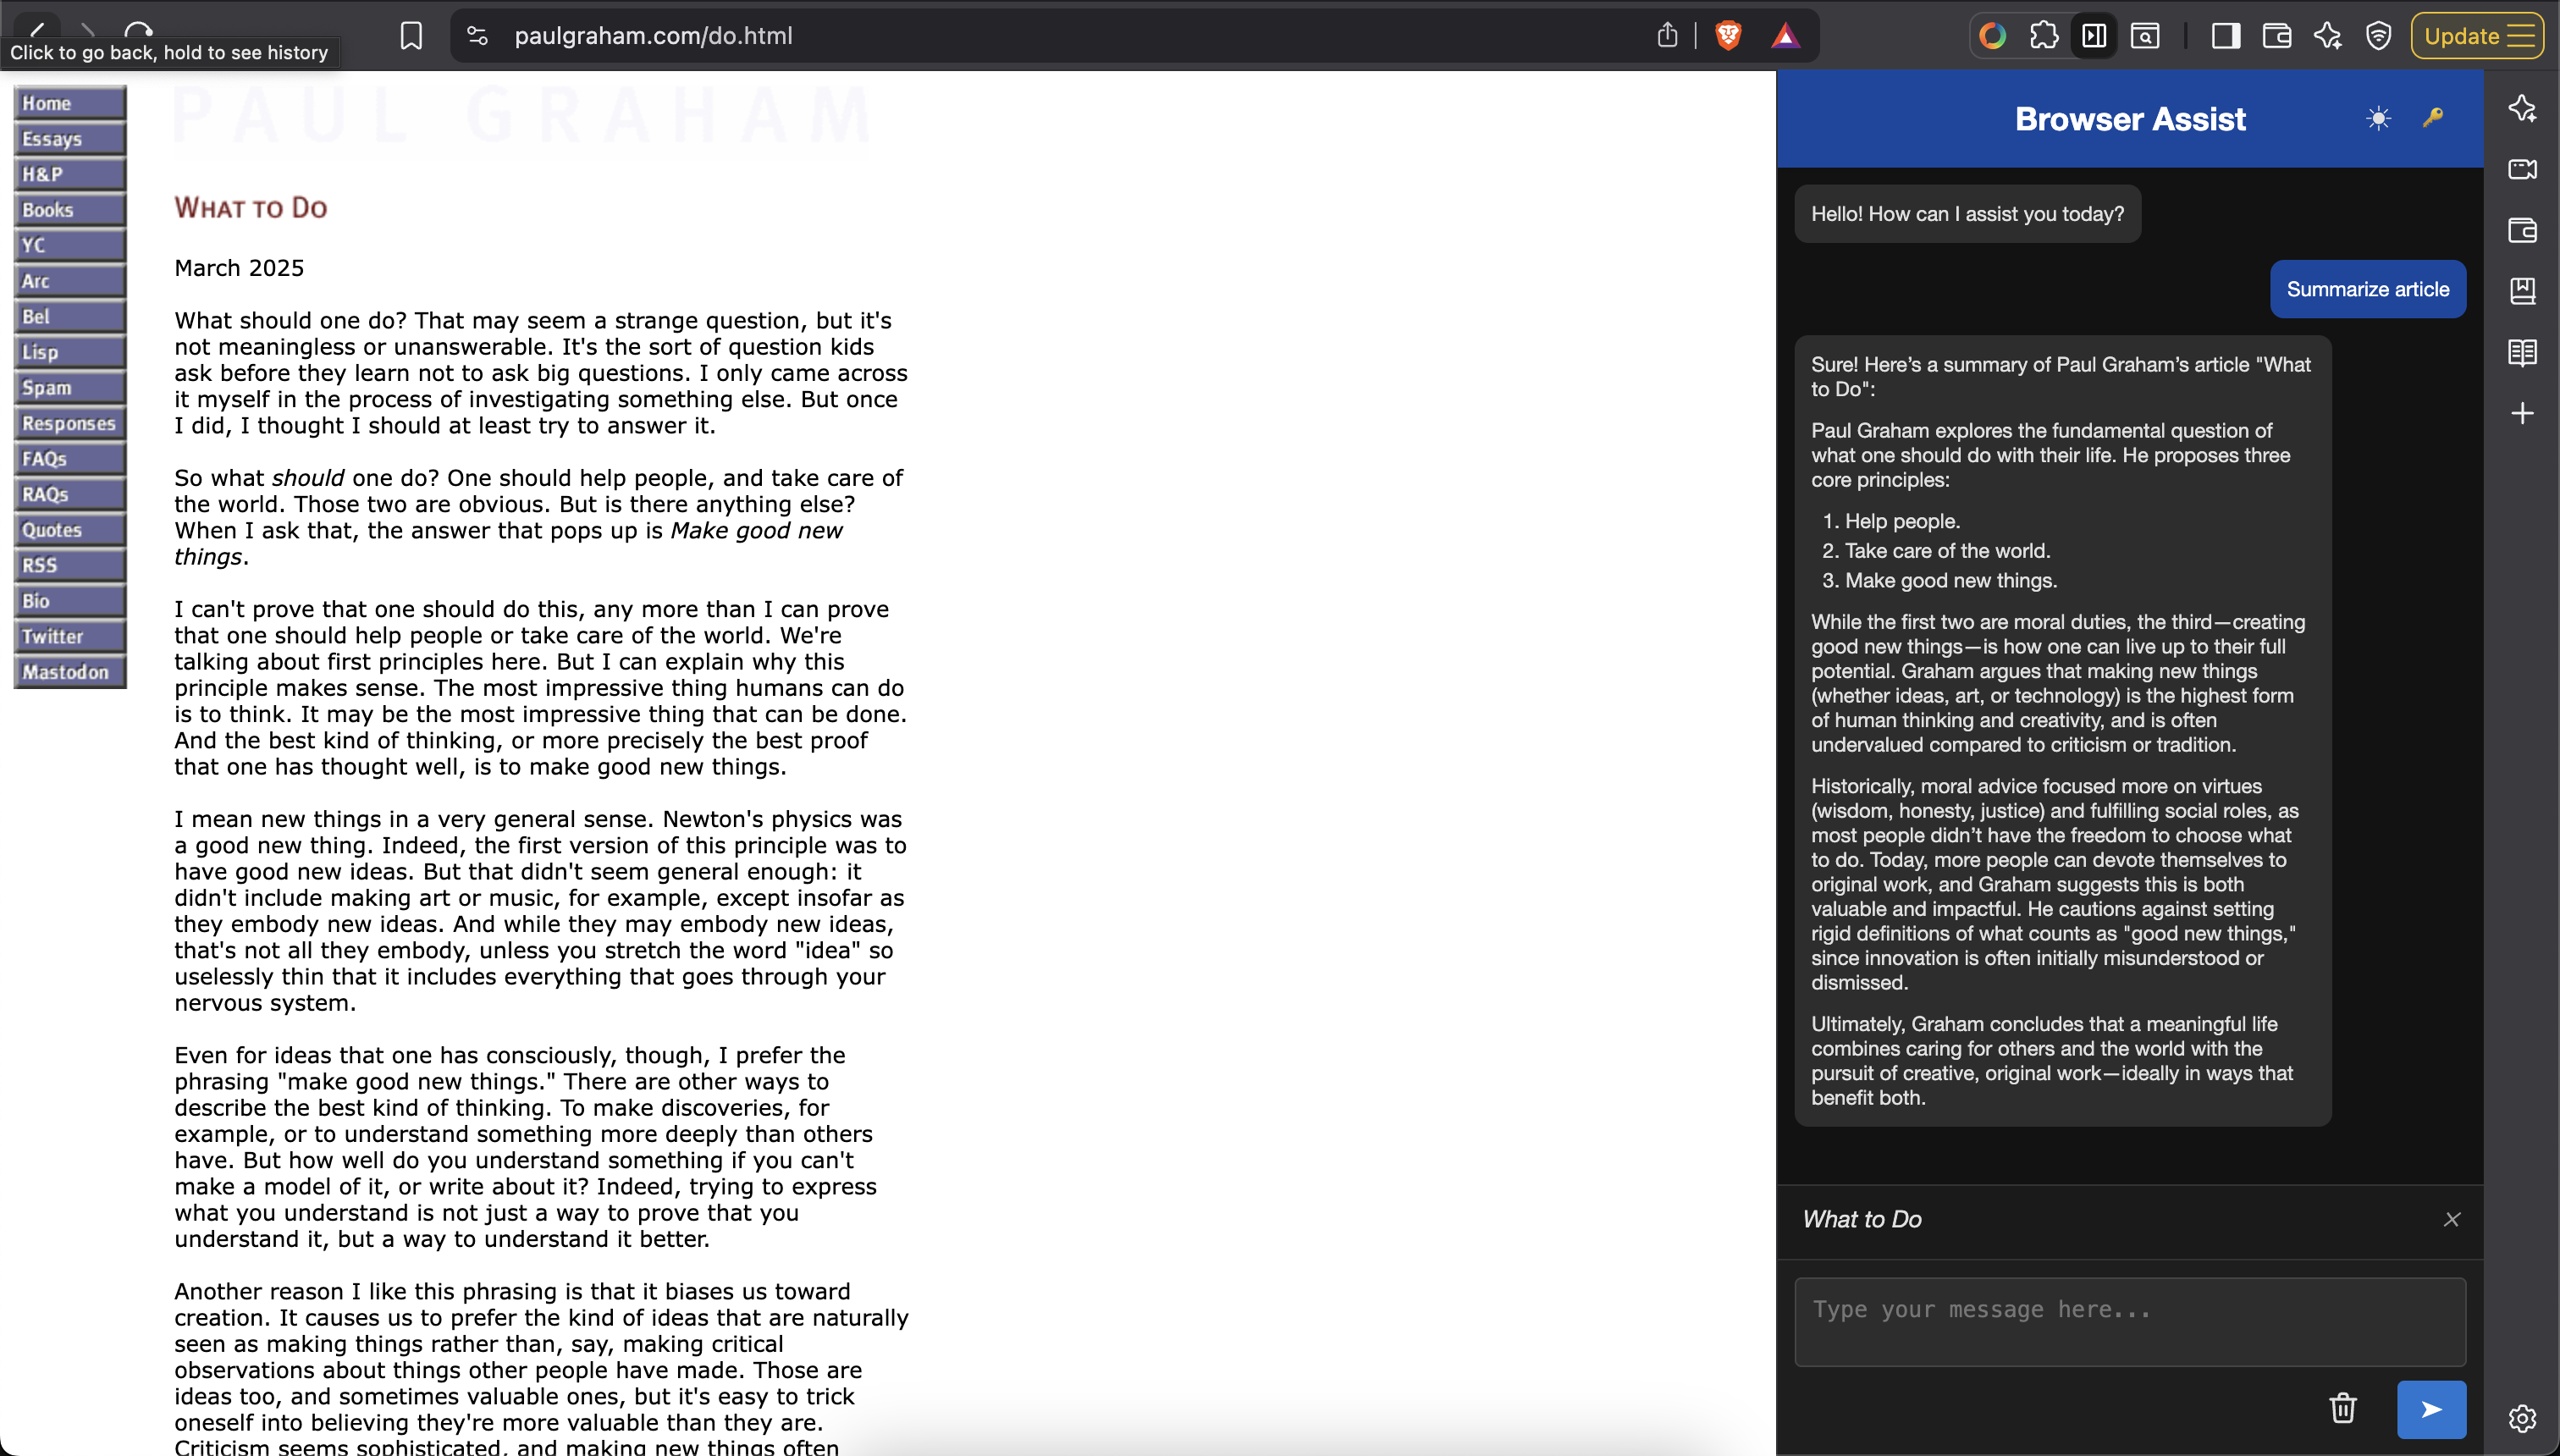 paulgraham.com/do.html
Update
Click to go back, hold to see history
Home
Essays
H&P
Books
YC
Arc
Bel
Lisp
Spam
Responses
FAQs
RAQs
Quotes
RSS
Bio
Twitter
Mastodon
PAUL GRAHAM
What to Do
March 2025
What should one do? That may seem a strange question, but it's
not meaningless or unanswerable. It's the sort of question kids
ask before they learn not to ask big questions. I only came across
it myself in the process of investigating something else. But once
I did, I thought I should at least try to answer it.
So what should one do? One should help people, and take care of
the world. Those two are obvious. But is there anything else?
When I ask that, the answer that pops up is Make good new
things.
I can't prove that one should do this, any more than I can prove
that one should help people or take care of the world. We're
talking about first principles here. But I can explain why this
principle makes sense. The most impressive thing humans can do
is to think. It may be the most impressive thing that can be done.
And the best kind of thinking, or more precisely the best proof
that one has thought well, is to make good new things.
I mean new things in a very general sense. Newton's physics was
a good new thing. Indeed, the first version of this principle was to
have good new ideas. But that didn't seem general enough: it
didn't include making art or music, for example, except insofar as
they embody new ideas. And while they may embody new ideas,
that's not all they embody, unless you stretch the word "idea" so
uselessly thin that it includes everything that goes through your
nervous system.
Even for ideas that one has consciously, though, I prefer the
phrasing "make good new things." There are other ways to
describe the best kind of thinking. To make discoveries, for
example, or to understand something more deeply than others
have. But how well do you understand something if you can't
make a model of it, or write about it? Indeed, trying to express
what you understand is not just a way to prove that you
understand it, but a way to understand it better.
Another reason I like this phrasing is that it biases us toward
creation. It causes us to prefer the kind of ideas that are naturally
seen as making things rather than, say, making critical
observations about things other people have made. Those are
ideas too, and sometimes valuable ones, but it's easy to trick
oneself into believing they're more valuable than they are.
Criticism seems sophisticated, and making new things often
Browser Assist
Hello! How can I assist you today?
Summarize article
Sure! Here’s a summary of Paul Graham’s article "What
to Do":
Paul Graham explores the fundamental question of
what one should do with their life. He proposes three
core principles:
1. Help people.
2. Take care of the world.
3. Make good new things.
While the first two are moral duties, the third—creating
good new things—is how one can live up to their full
potential. Graham argues that making new things
(whether ideas, art, or technology) is the highest form
of human thinking and creativity, and is often
undervalued compared to criticism or tradition.
Historically, moral advice focused more on virtues
(wisdom, honesty, justice) and fulfilling social roles, as
most people didn’t have the freedom to choose what
to do. Today, more people can devote themselves to
original work, and Graham suggests this is both
valuable and impactful. He cautions against setting
rigid definitions of what counts as "good new things,"
since innovation is often initially misunderstood or
dismissed.
Ultimately, Graham concludes that a meaningful life
combines caring for others and the world with the
pursuit of creative, original work—ideally in ways that
benefit both.
What to Do
Type your message here...